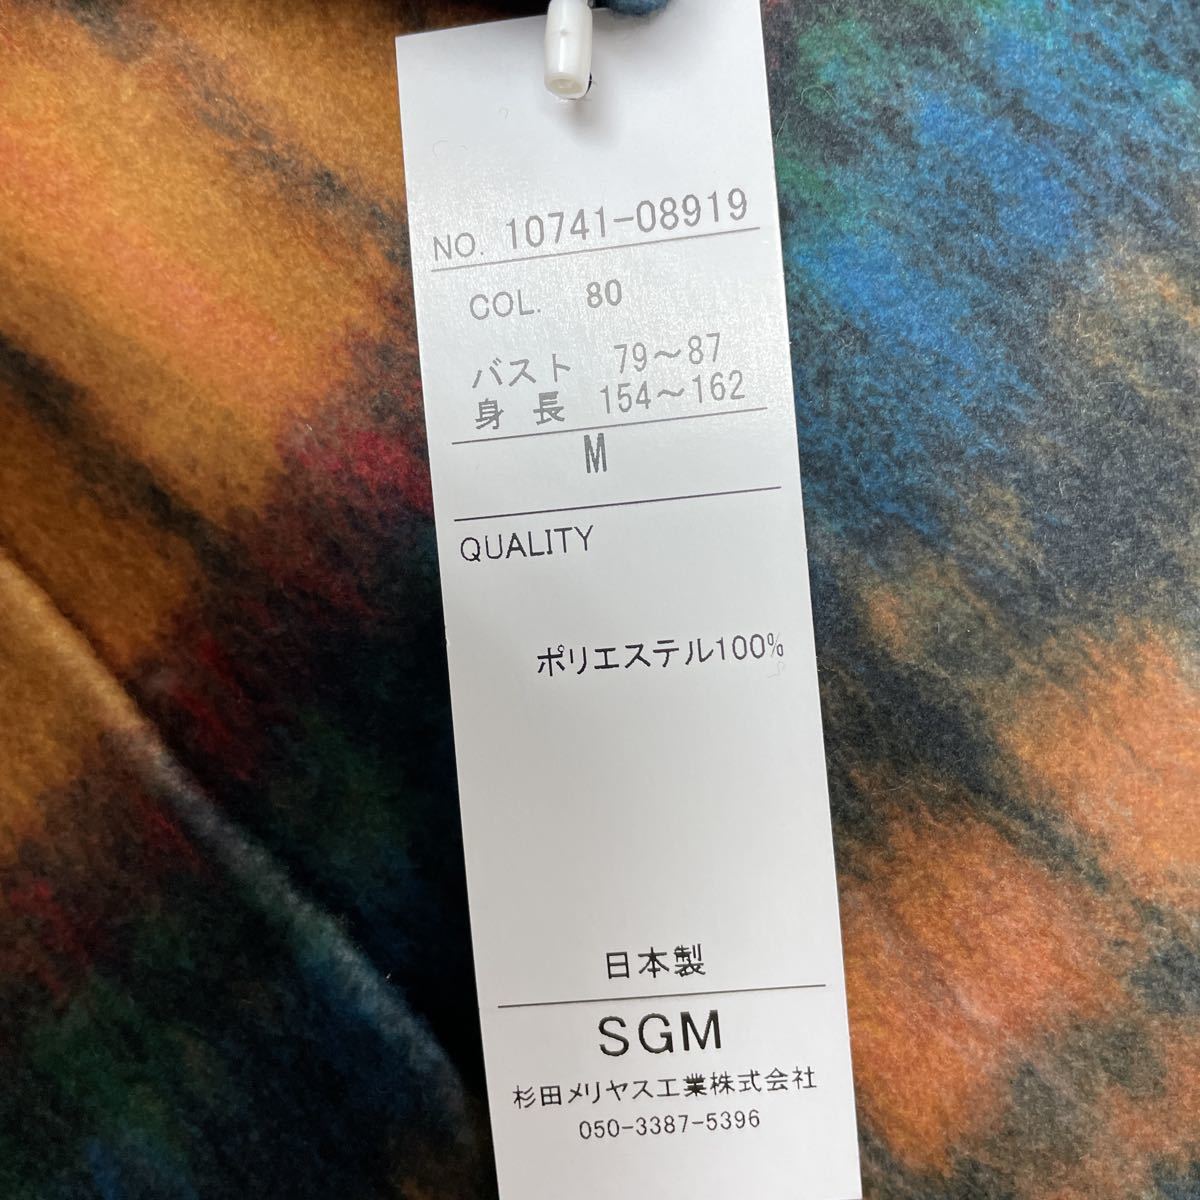 NO. 10741-08919
COL. 80
バスト 79～87
身 長 154～162
M
QUALITY
ポリエステル100%
日本製
SGM
杉田メリヤス工業株式会社
050-3387-5396